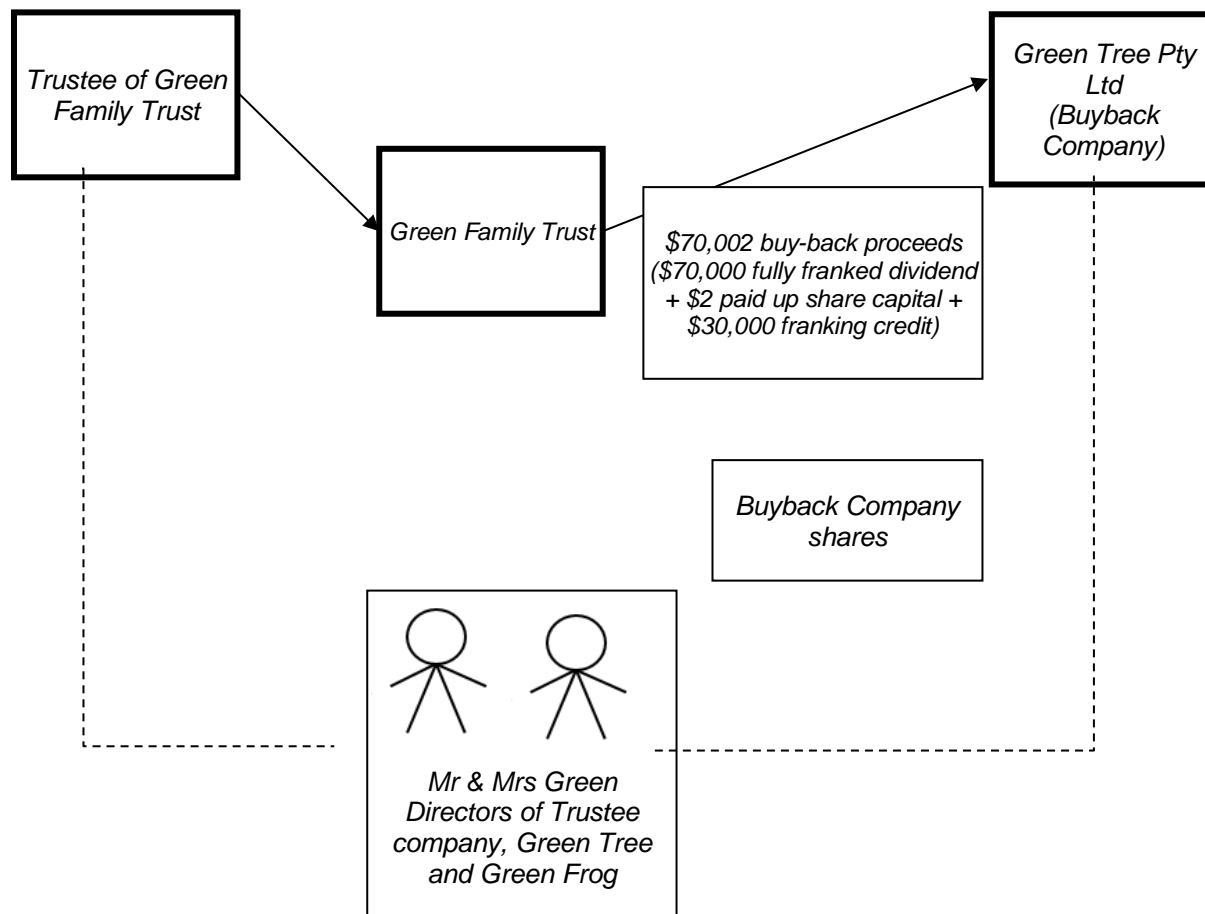 Trustee of Green
Family Trust
Green Tree Pty
Ltd
(Buyback
Company)
Green Family Trust
$70,002 buy-back proceeds
($70,000 fully franked dividend
+ $2 paid up share capital +
$30,000 franking credit)
Buyback Company
shares
Mr & Mrs Green
Directors of Trustee
company, Green Tree
and Green Frog